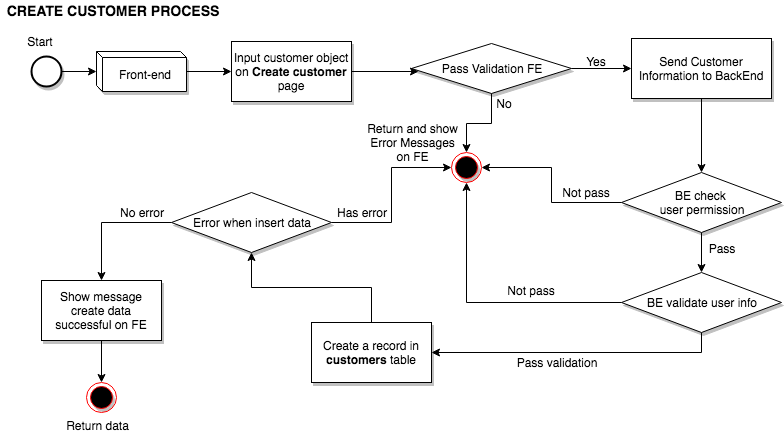 CREATE CUSTOMER PROCESS
Start
Front-end
Input customer object
on Create customer
page
Pass Validation FE
Yes
Send Customer
Information to BackEnd
No
Return and show
Error Messages
on FE
Not pass
BE check
user permission
Pass
No error
Error when insert data
Has error
Not pass
BE validate user info
Show message
create data
successful on FE
Create a record in
customers table
Pass validation
Return data